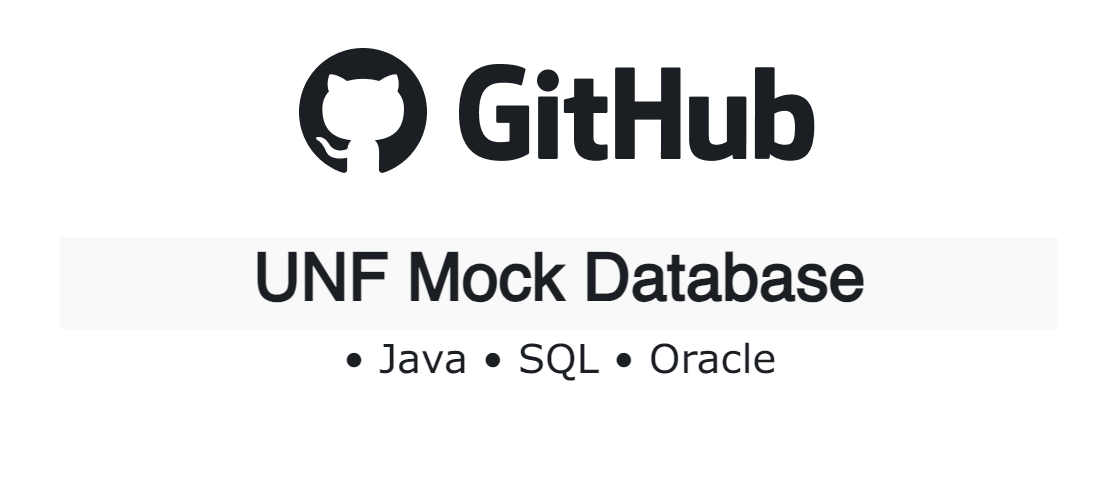 GitHub
UNF Mock Database
• Java • SQL • Oracle